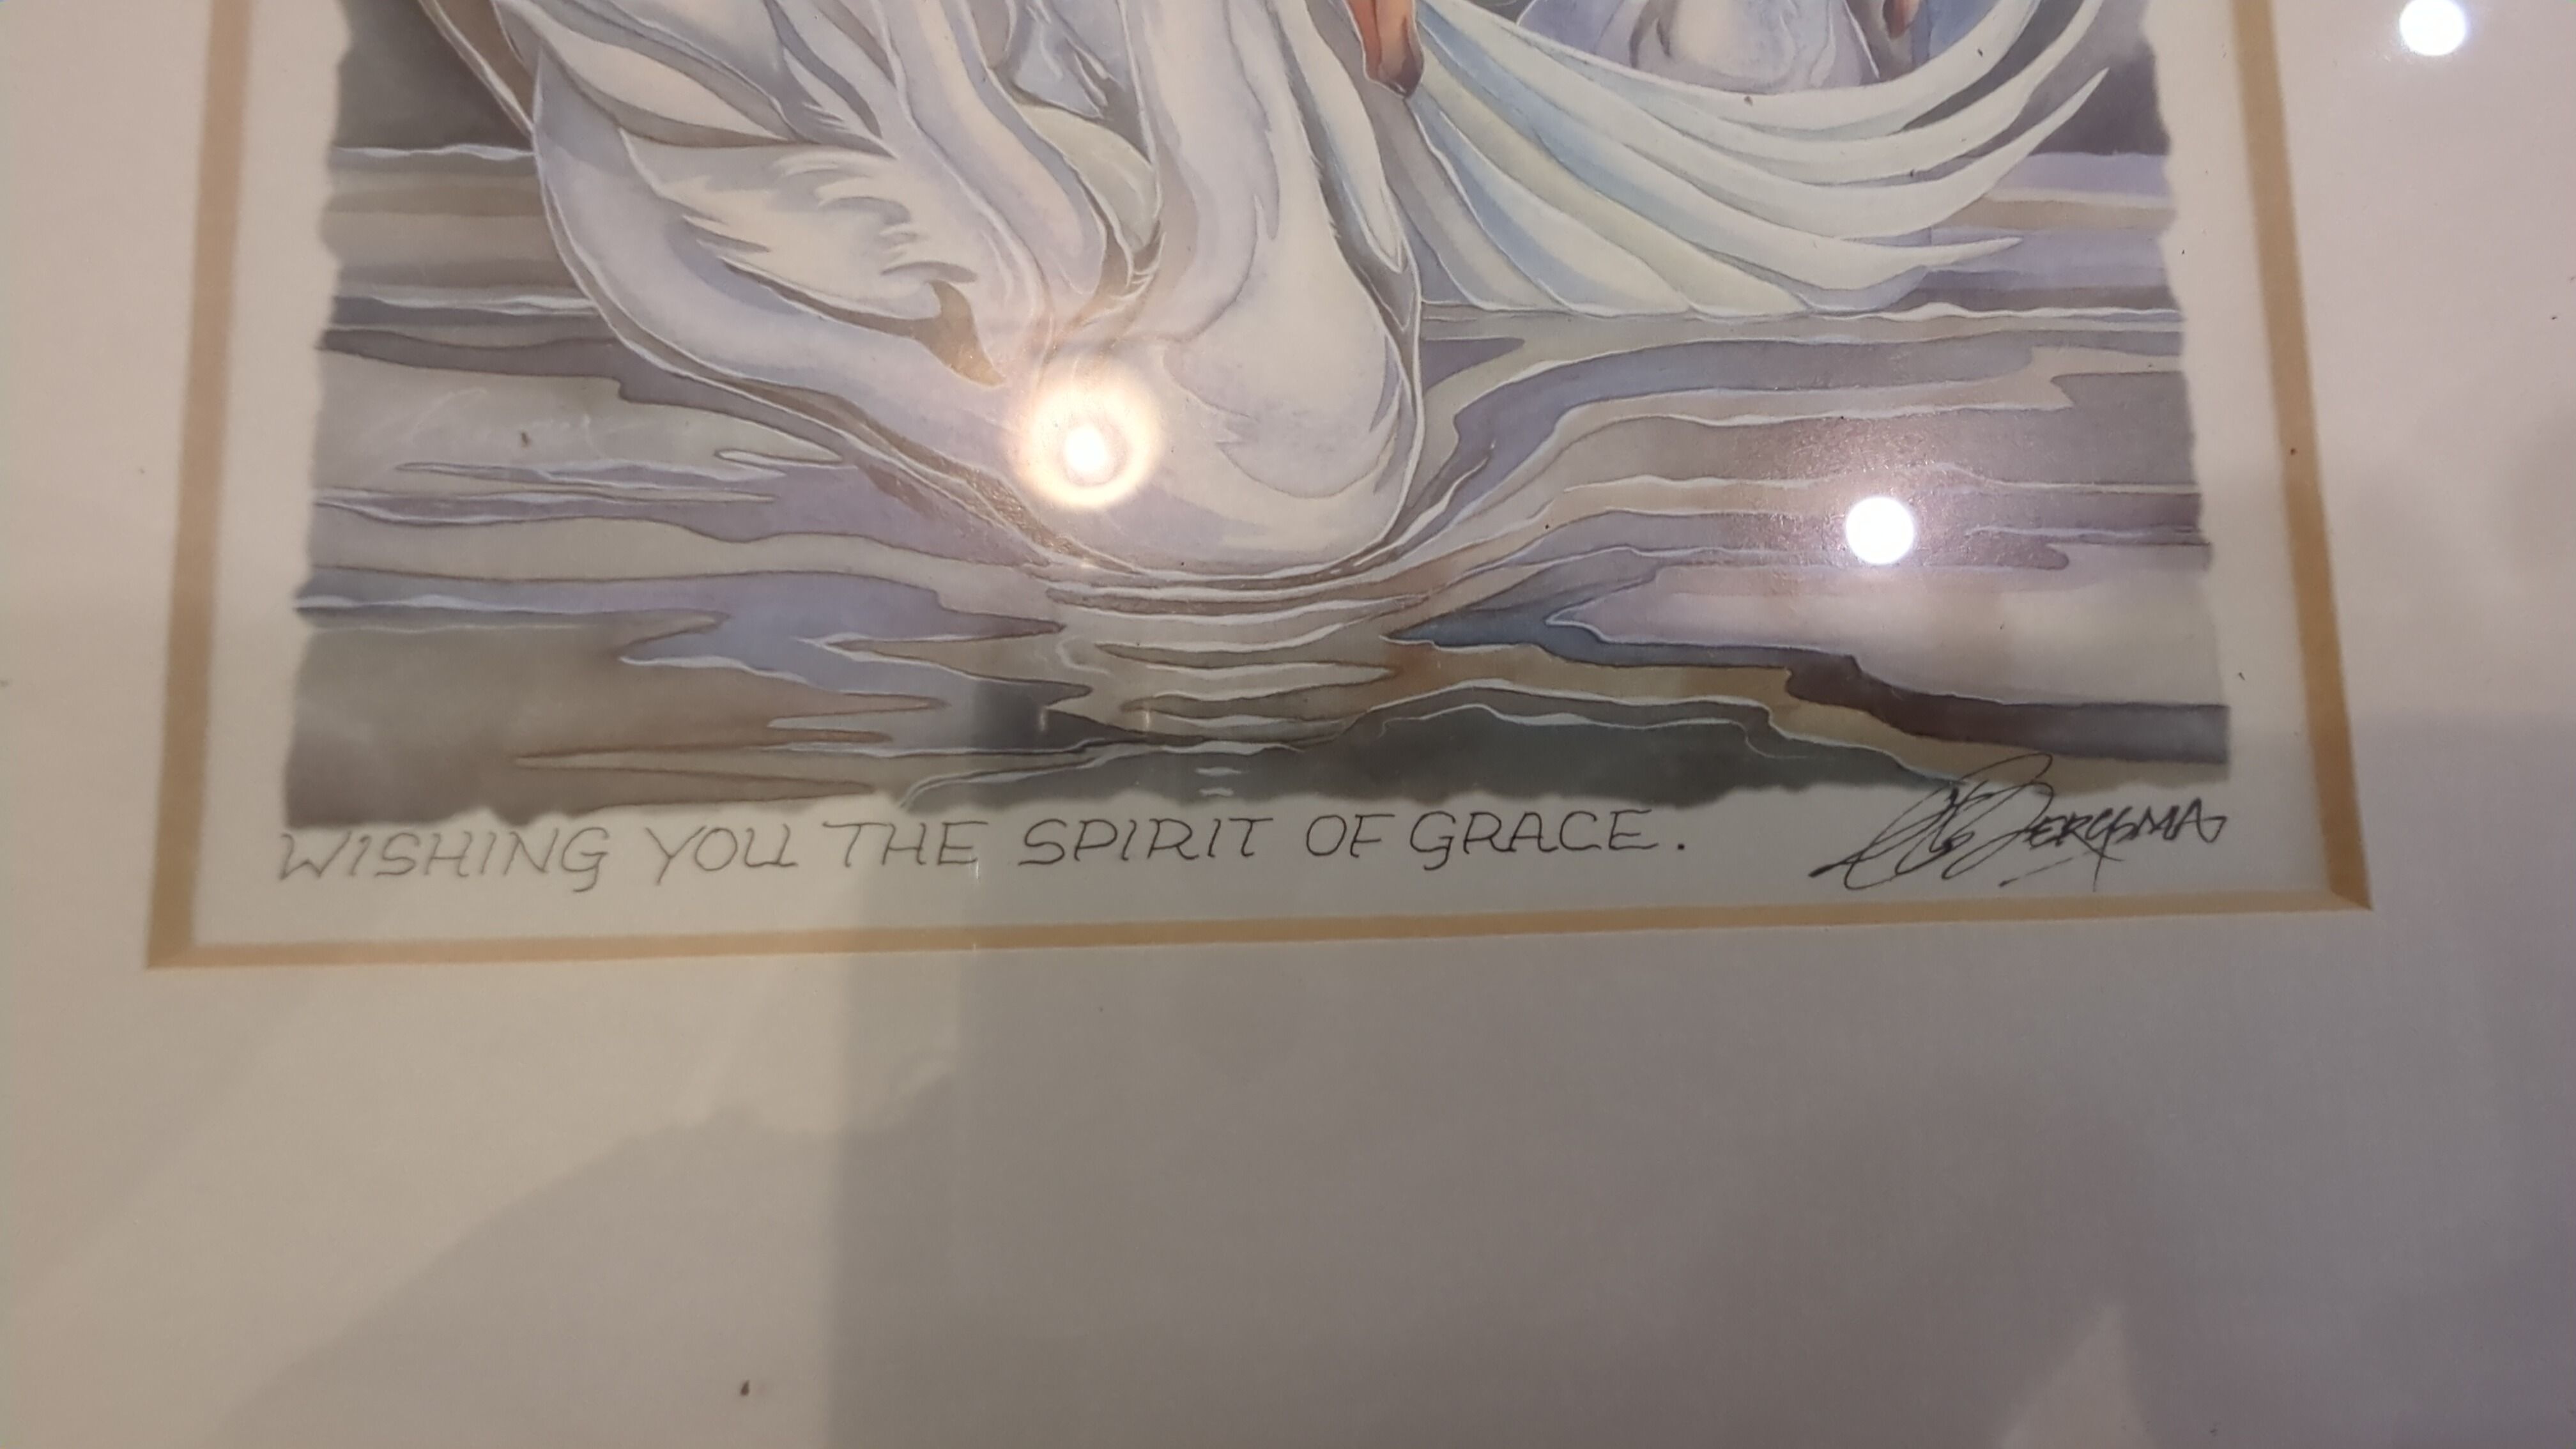 WISHING YOU THE SPIRIT OF GRACE. Bergsma